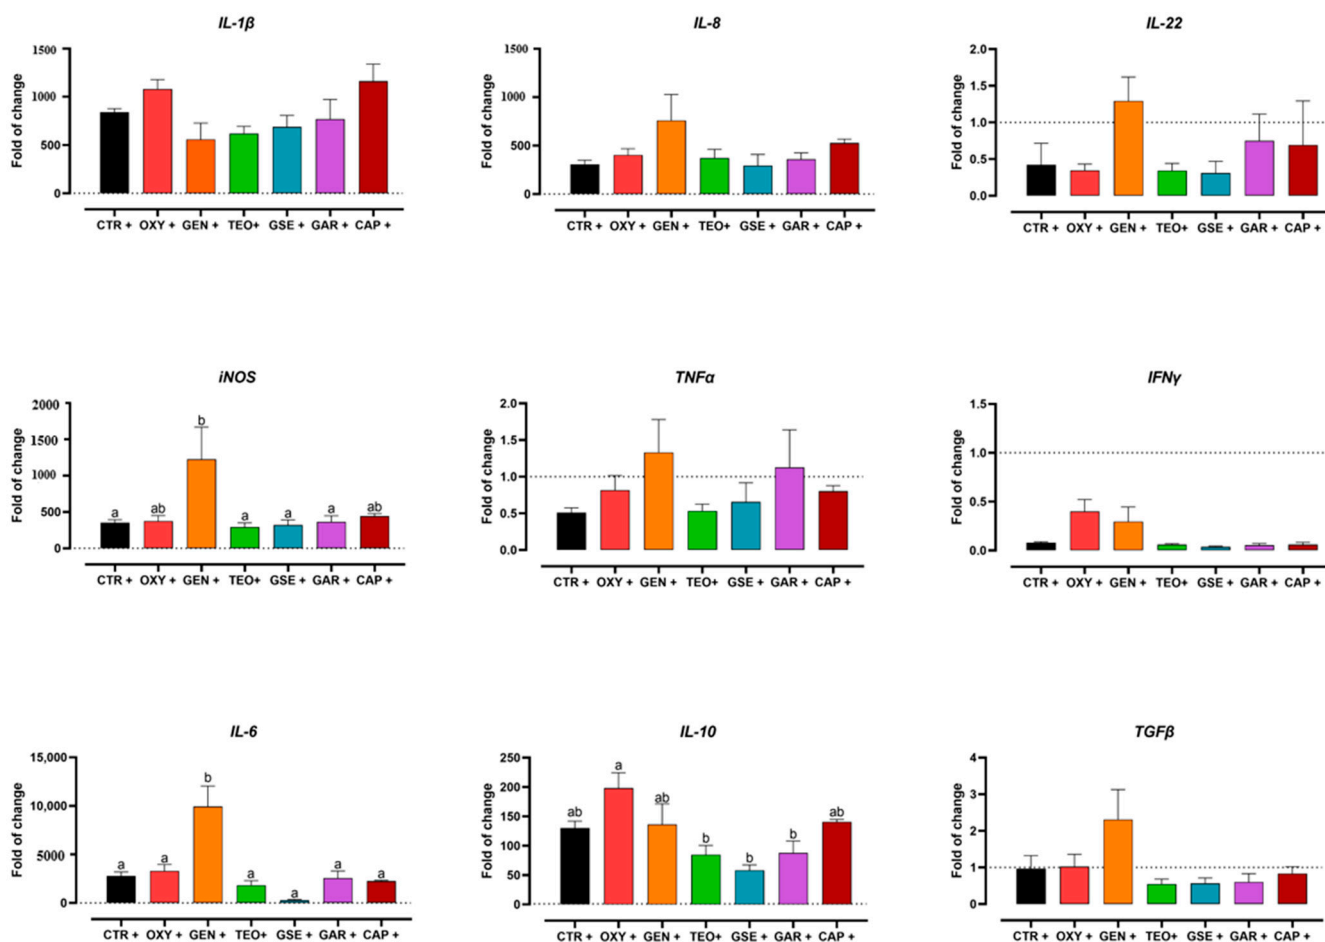 IL-1β
IL-8
IL-22
Fold of change
1500
1000
500
0
CTR + OXY + GEN + TEO+ GSE + GAR + CAP +
Fold of change
1500
1000
500
0
CTR + OXY + GEN + TEO+ GSE + GAR + CAP +
Fold of change
2.0
1.5
1.0
0.5
0.0
CTR + OXY + GEN + TEO+ GSE + GAR + CAP +
iNOS
TNFα
IFNγ
Fold of change
2000
1500
1000
500
0
a ab b a a a ab
CTR + OXY + GEN + TEO+ GSE + GAR + CAP +
Fold of change
2.0
1.5
1.0
0.5
0.0
CTR + OXY + GEN + TEO+ GSE + GAR + CAP +
Fold of change
1.5
1.0
0.5
0.0
CTR + OXY + GEN + TEO+ GSE + GAR + CAP +
IL-6
IL-10
TGFβ
Fold of change
15,000
10,000
5000
0
a a b a a a a
CTR + OXY + GEN + TEO+ GSE + GAR + CAP +
Fold of change
250
200
150
100
50
0
ab a ab b b b ab
CTR + OXY + GEN + TEO+ GSE + GAR + CAP +
Fold of change
4
3
2
1
0
CTR + OXY + GEN + TEO+ GSE + GAR + CAP +